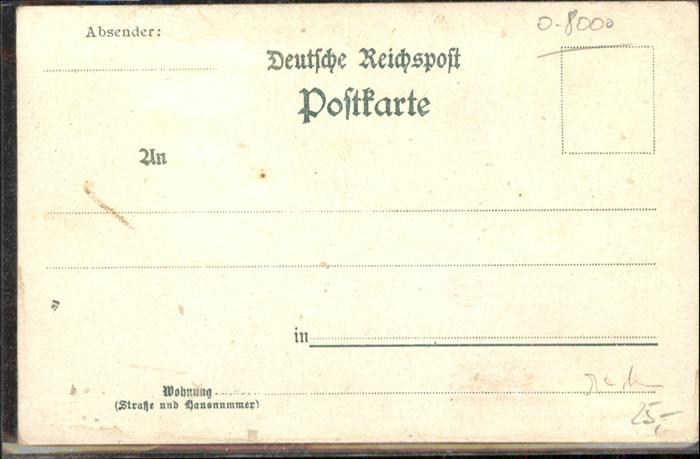 0-8000
Absender:
Deutsche Reichspost
Postkarte
An
in
Wohnung
(Straße und Hausnummer)
25,-